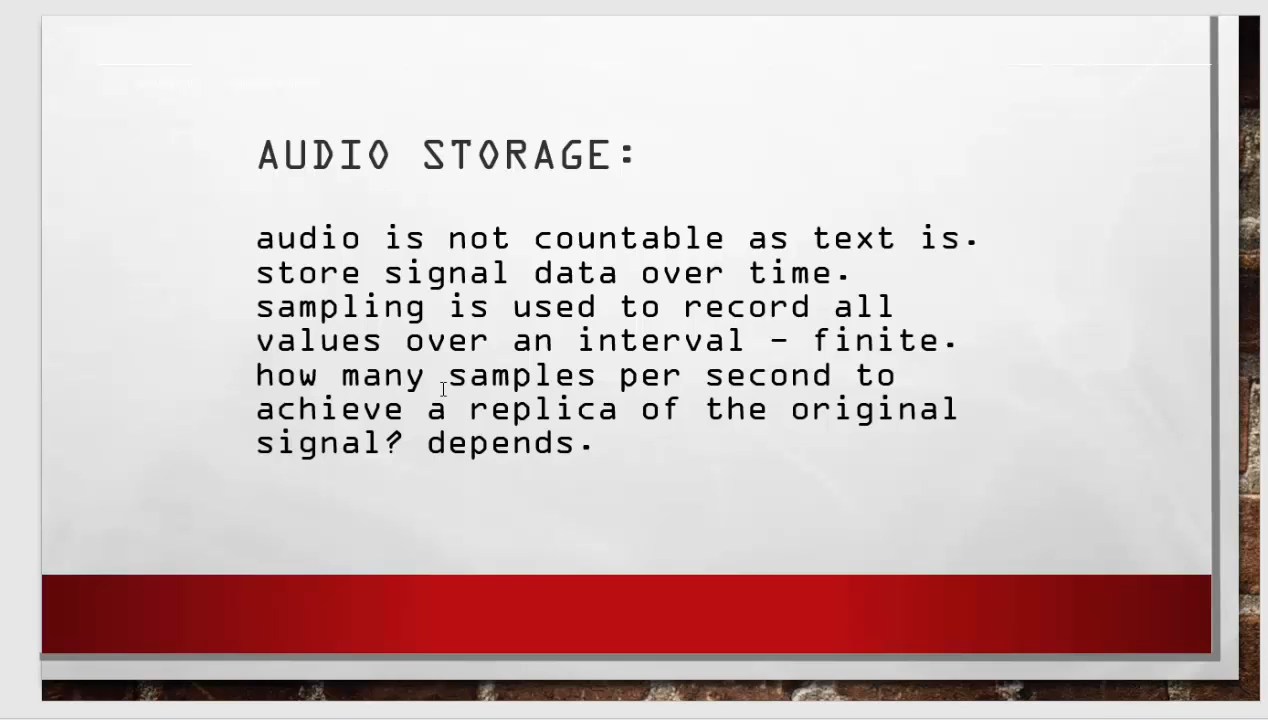 AUDIO STORAGE:
audio is not countable as text is.
store signal data over time.
sampling is used to record all
values over an interval – finite.
how many samples per second to
achieve a replica of the original
signal? depends.